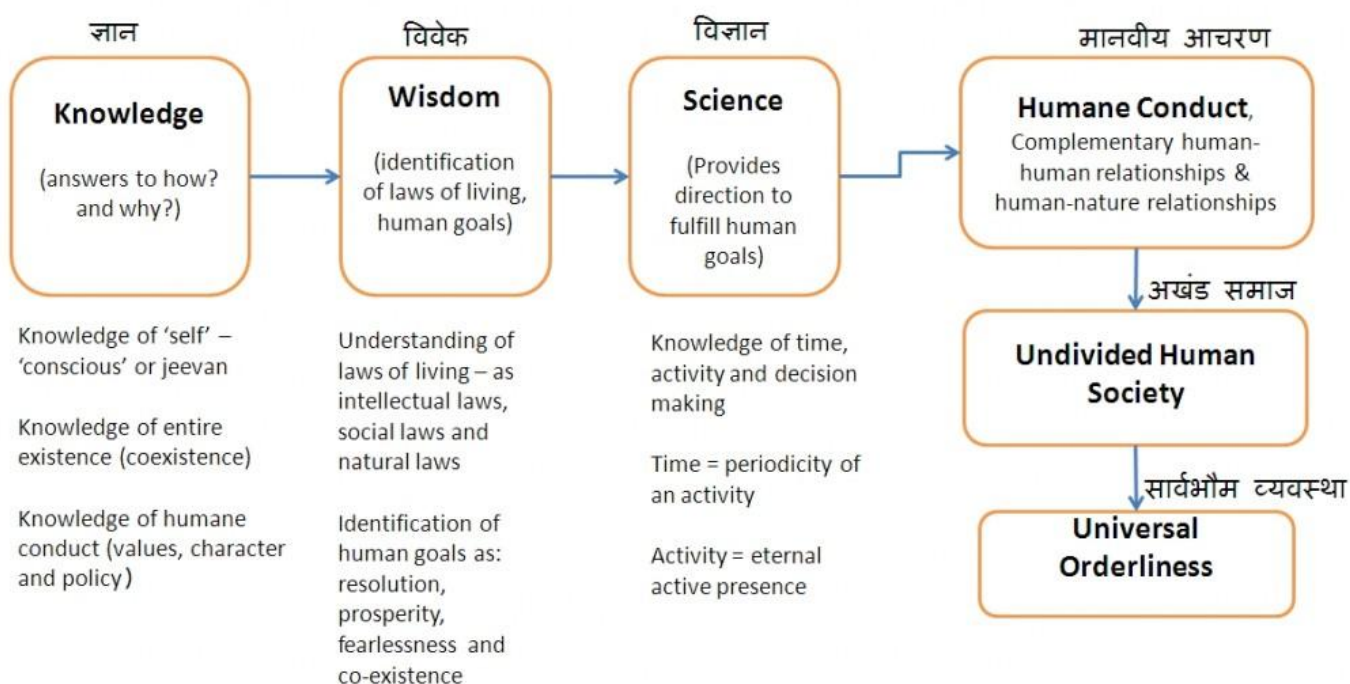 ज्ञान
Knowledge
(answers to how?
and why?)
Knowledge of ‘self’ –
‘conscious’ or jeevan
Knowledge of entire
existence (coexistence)
Knowledge of humane
conduct (values, character
and policy)
विवेक
Wisdom
(identification
of laws of living,
human goals)
Understanding of
laws of living – as
intellectual laws,
social laws and
natural laws
Identification of
human goals as:
resolution,
prosperity,
fearlessness and
co-existence
विज्ञान
Science
(Provides
direction to
fulfill human
goals)
Knowledge of time,
activity and decision
making
Time = periodicity of
an activity
Activity = eternal
active presence
मानवीय आचरण
Humane Conduct,
Complementary human-
human relationships &
human-nature relationships
अखंड समाज
Undivided Human
Society
सार्वभौम व्यवस्था
Universal
Orderliness